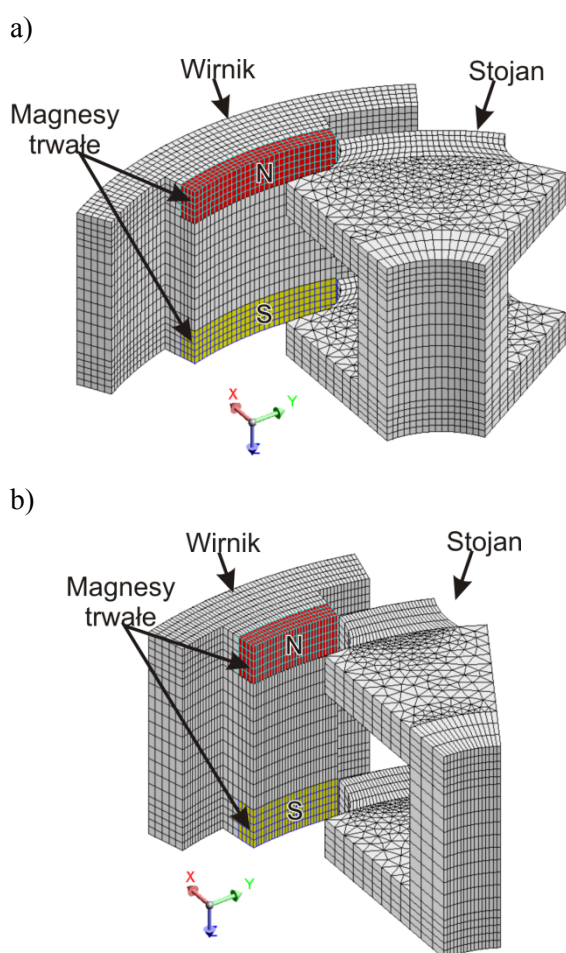 a)
Wirnik
Stojan
Magnesy
trwałe
N
S
X
Y
Z
b)
Wirnik
Stojan
Magnesy
trwałe
N
S
X
Y
Z